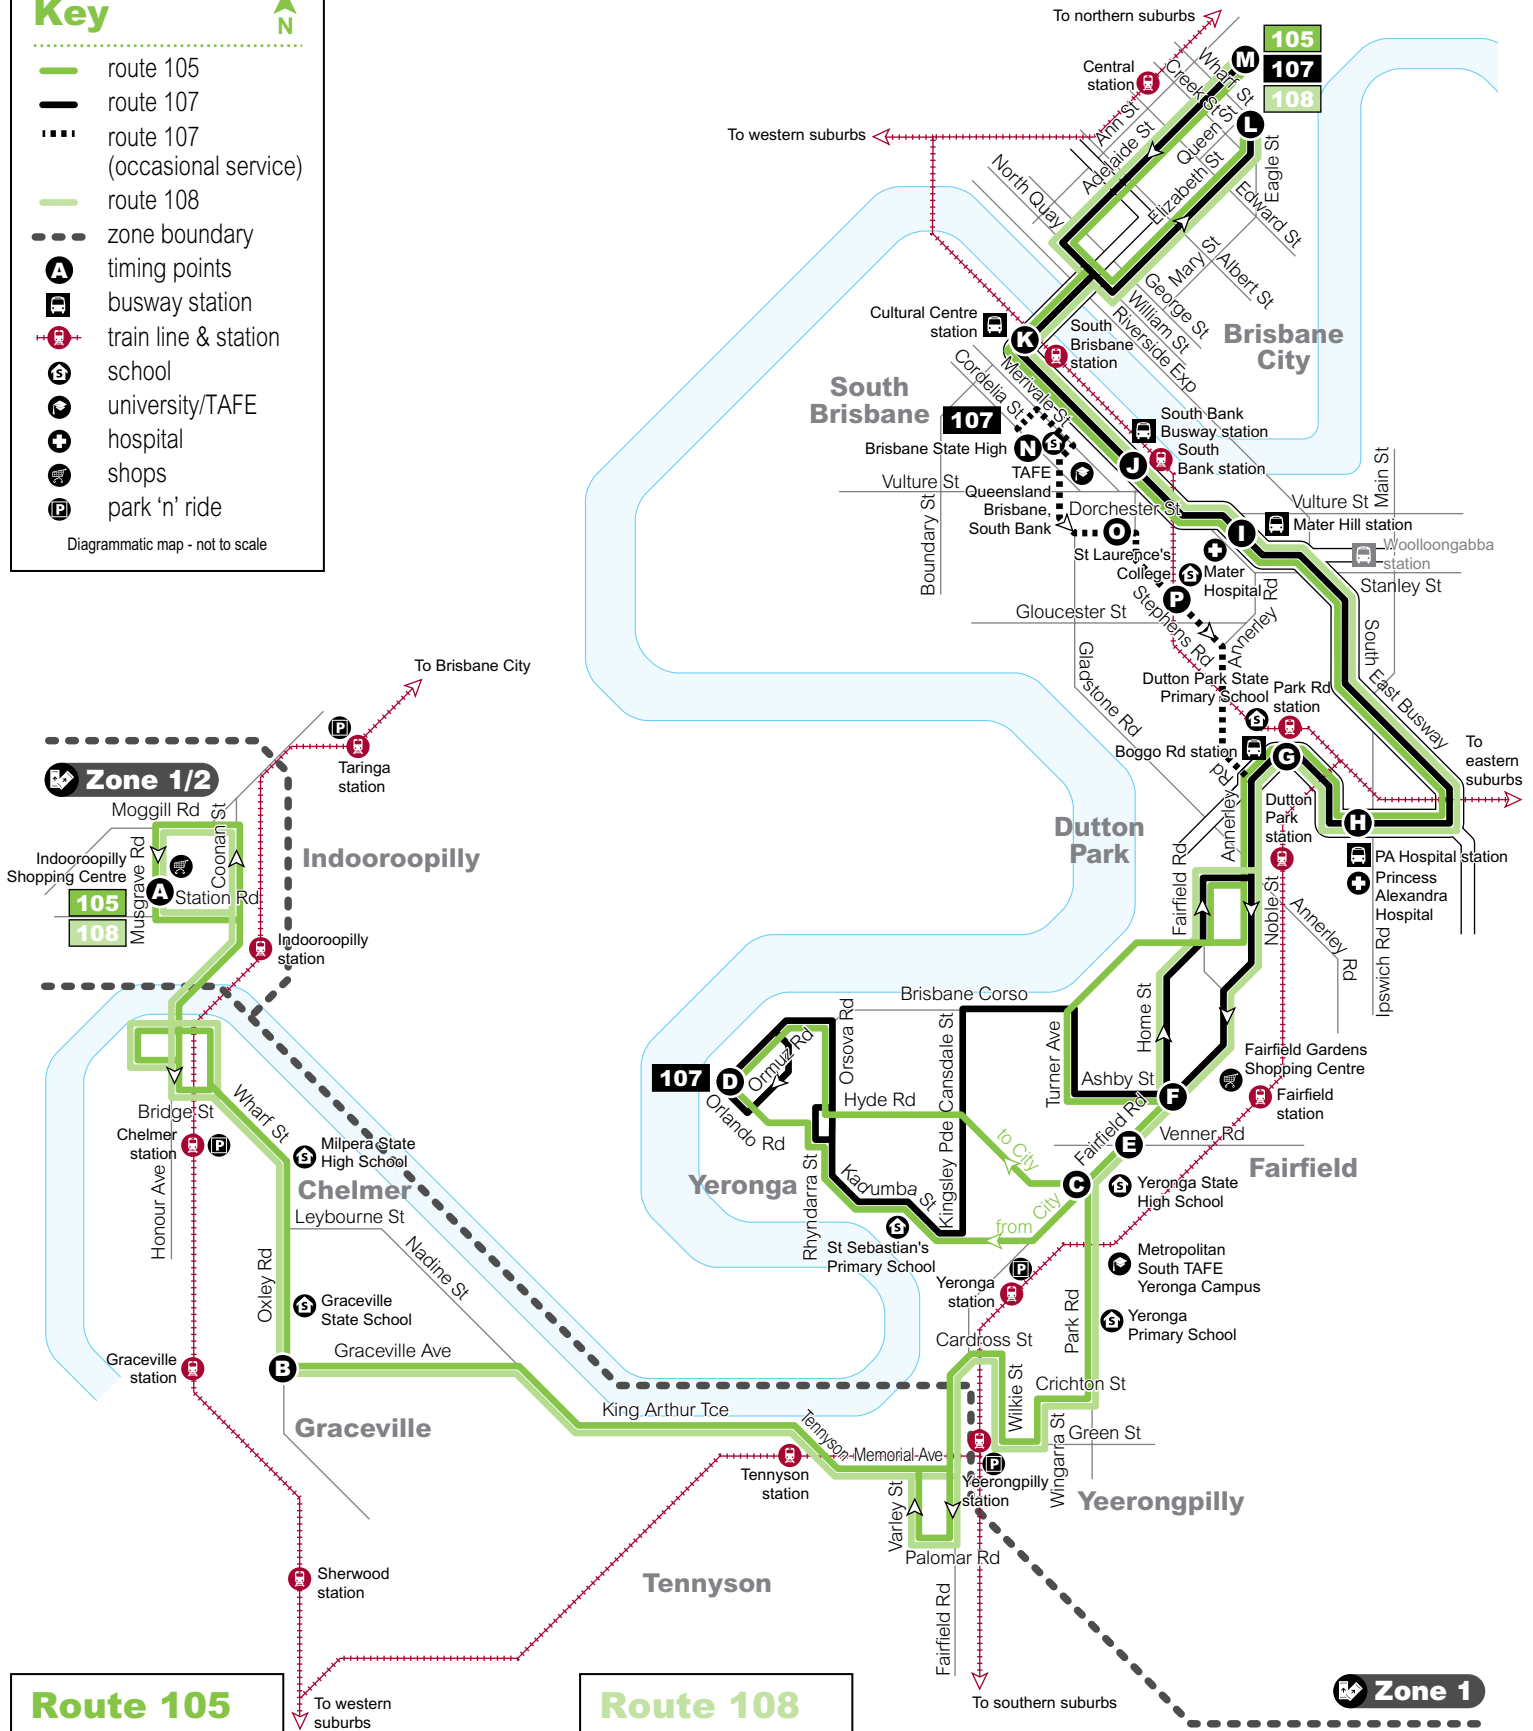 Key
N
route 105
route 107
route 107
(occasional service)
route 108
zone boundary
A
timing points
busway station
train line & station
S
school
university/TAFE
hospital
shops
P
park ‘n’ ride
Diagrammatic map - not to scale
To northern suburbs
Central
station
To western suburbs
M
105
107
108
L
Wharf St
Creek St
Ann St
Adelaide St
Queen St
Elizabeth St
Eagle St
Edward St
North Quay
Mary St
Albert St
George St
William St
Riverside Exp
Brisbane
City
Cultural Centre
station
K
South
Brisbane
station
South
Brisbane
Merivale St
Cordelia St
107
Brisbane State High
N
S
TAFE
Queensland
Brisbane,
South Bank
South Bank
Busway station
J
South
Bank station
Vulture St
Boundary St
Dorchester St
O
St Laurence's
College
S
I
Vulture St
Main St
Mater Hill station
Woolloongabba
station
Stanley St
Mater
Hospital
P
Gloucester St
Stephens Rd
Annerley Rd
Gladstone Rd
South East Busway
Dutton Park State
Primary School
S
Park Rd
station
Boggo Rd station
G
To
eastern
suburbs
Annerley Rd
Dutton
Park
station
H
PA Hospital station
Princess
Alexandra
Hospital
Dutton
Park
Fairfield Rd
Noble St
Annerley Rd
Ipswich Rd
To Brisbane City
P
Taringa
station
Zone 1/2
Moggill Rd
Coonan St
Musgrave Rd
Indooroopilly
Shopping Centre
A
Station Rd
105
108
Indooroopilly
Indooroopilly
station
Brisbane Corso
Orsova Rd
Kingsley Pde
Cansdale St
Turner Ave
Home St
Ashby St
F
Fairfield Gardens
Shopping Centre
Fairfield
station
107
D
Ormuz Rd
Orlando Rd
Hyde Rd
to City
Fairfield Rd
E
Venner Rd
Fairfield
Yeronga
Rhyndarra St
Kadumba St
C
from City
S
Yeronga State
High School
S
St Sebastian's
Primary School
Metropolitan
South TAFE
Yeronga Campus
P
Yeronga
station
Park Rd
S
Yeronga
Primary School
Bridge St
Wharf St
Chelmer
station
P
S
Milpera State
High School
Chelmer
Honour Ave
Leybourne St
Nadine St
Oxley Rd
S
Graceville
State School
Graceville
station
B
Graceville Ave
Graceville
King Arthur Tce
Cardross St
Wilkie St
Crichton St
Wingarra St
Green St
Tennyson
Memorial Ave
Tennyson
station
P
Yeerongpilly
station
Yeerongpilly
Varley St
Palomar Rd
Fairfield Rd
Tennyson
Sherwood
station
To western
suburbs
To southern suburbs
Zone 1
Route 105
Route 108